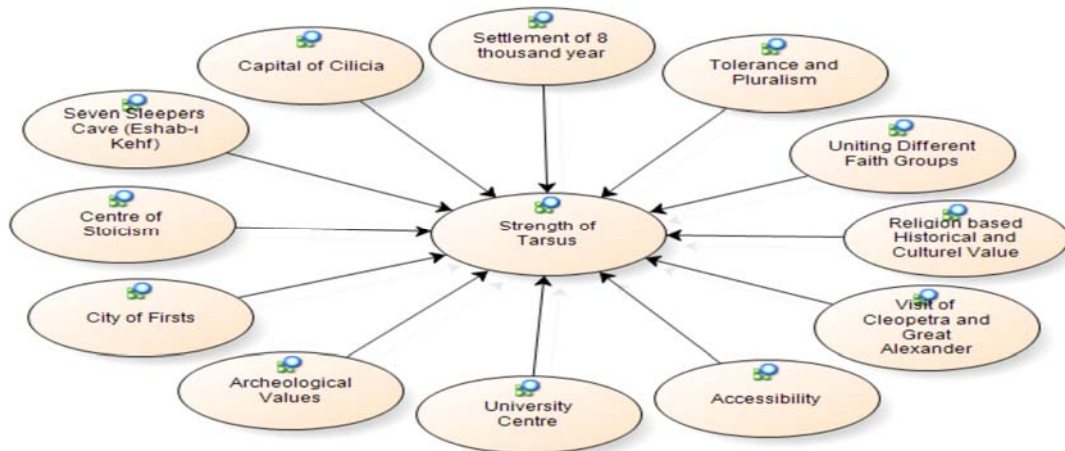 Settlement of 8
thousand year
Capital of Cilicia
Tolerance and
Pluralism
Seven Sleepers
Cave (Eshab-ı
Kehf)
Uniting Different
Faith Groups
Centre of
Stoicism
Strength of
Tarsus
Religion based
Historical and
Culturel Value
City of Firsts
Visit of
Cleopetra and
Great
Alexander
Archeological
Values
University
Centre
Accessibility